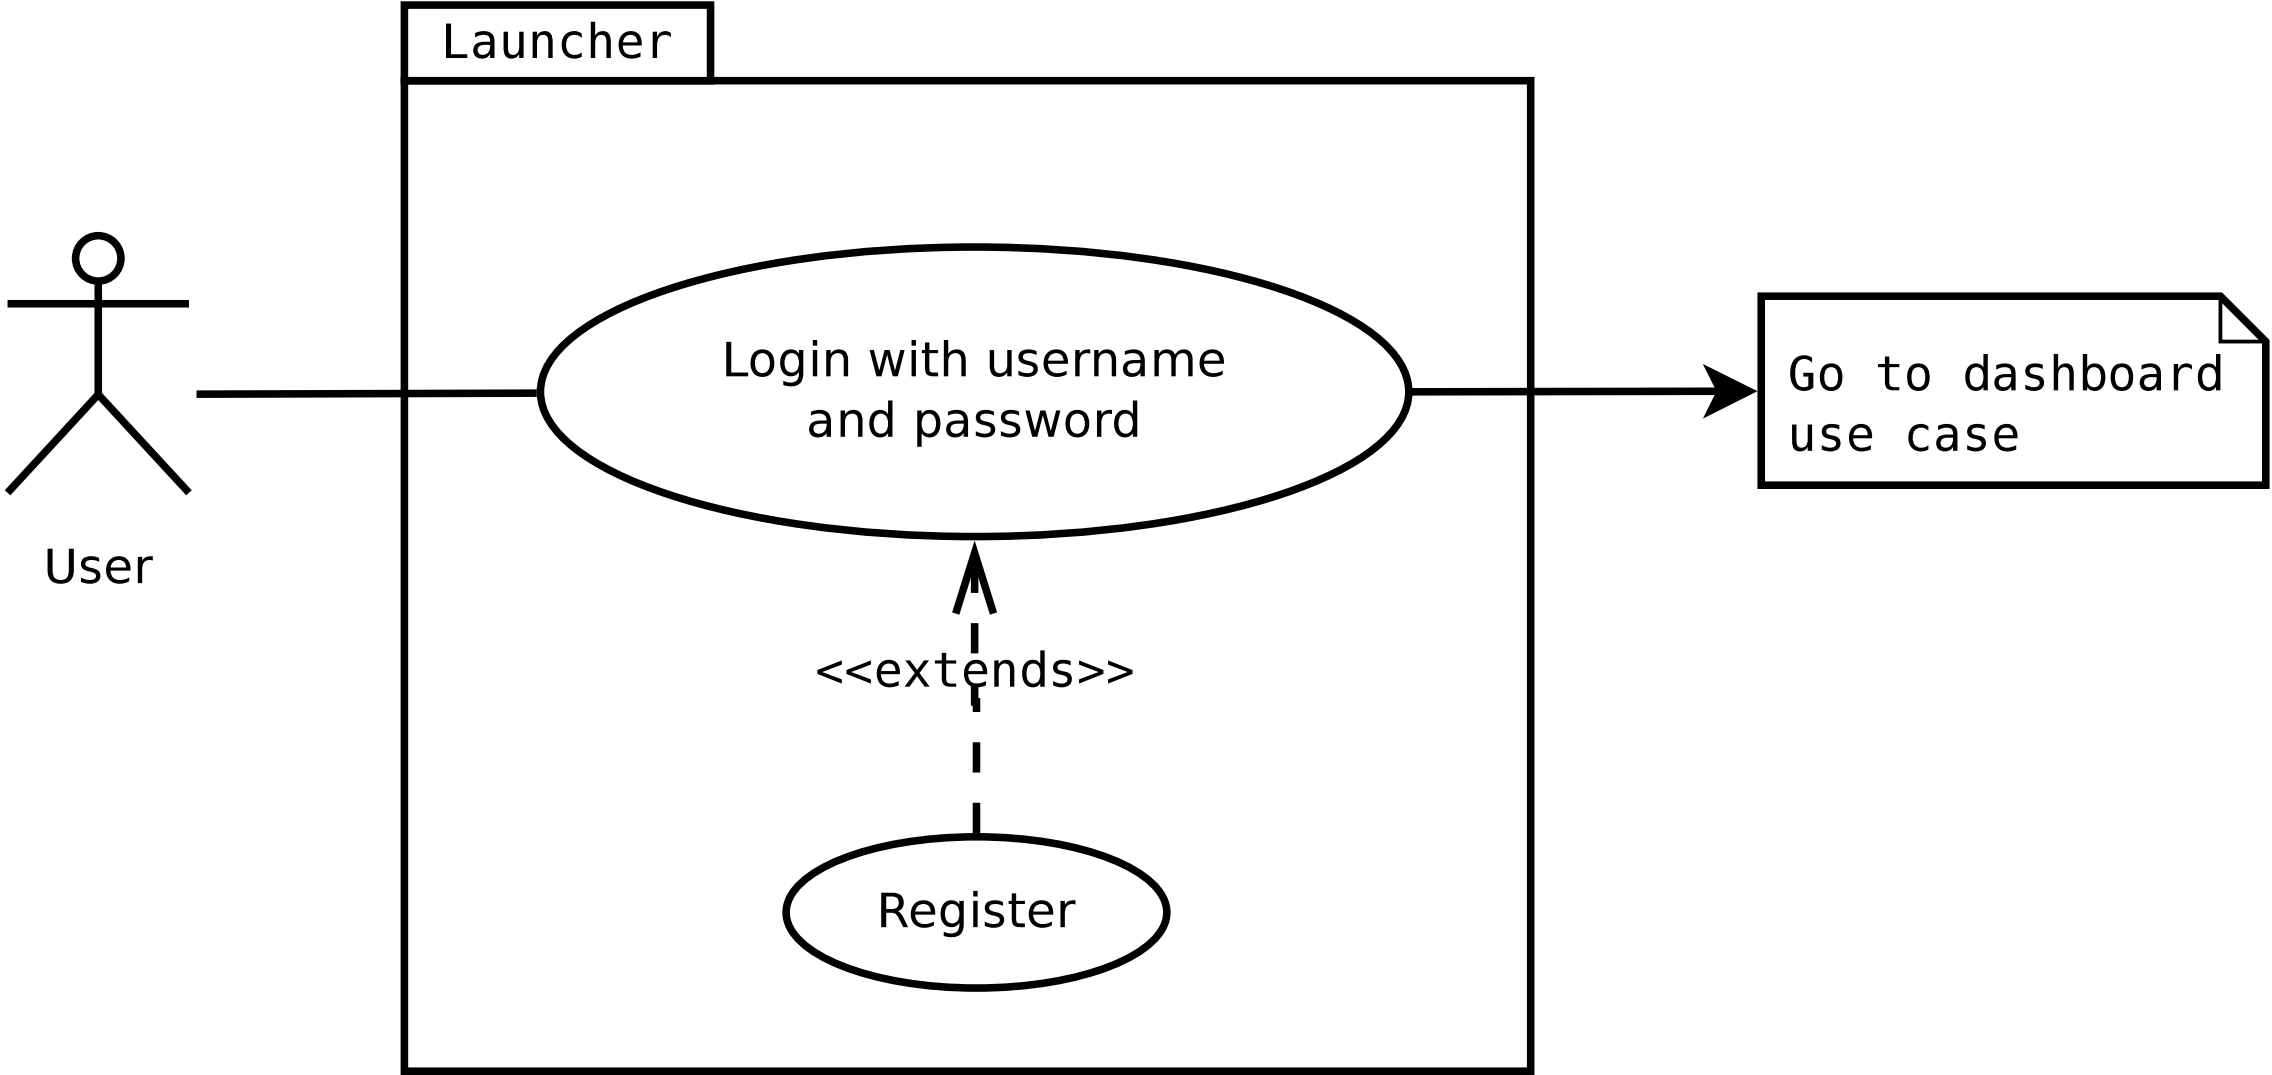 Launcher
Login with username
and password
Go to dashboard
use case
User
<<extends>>
Register